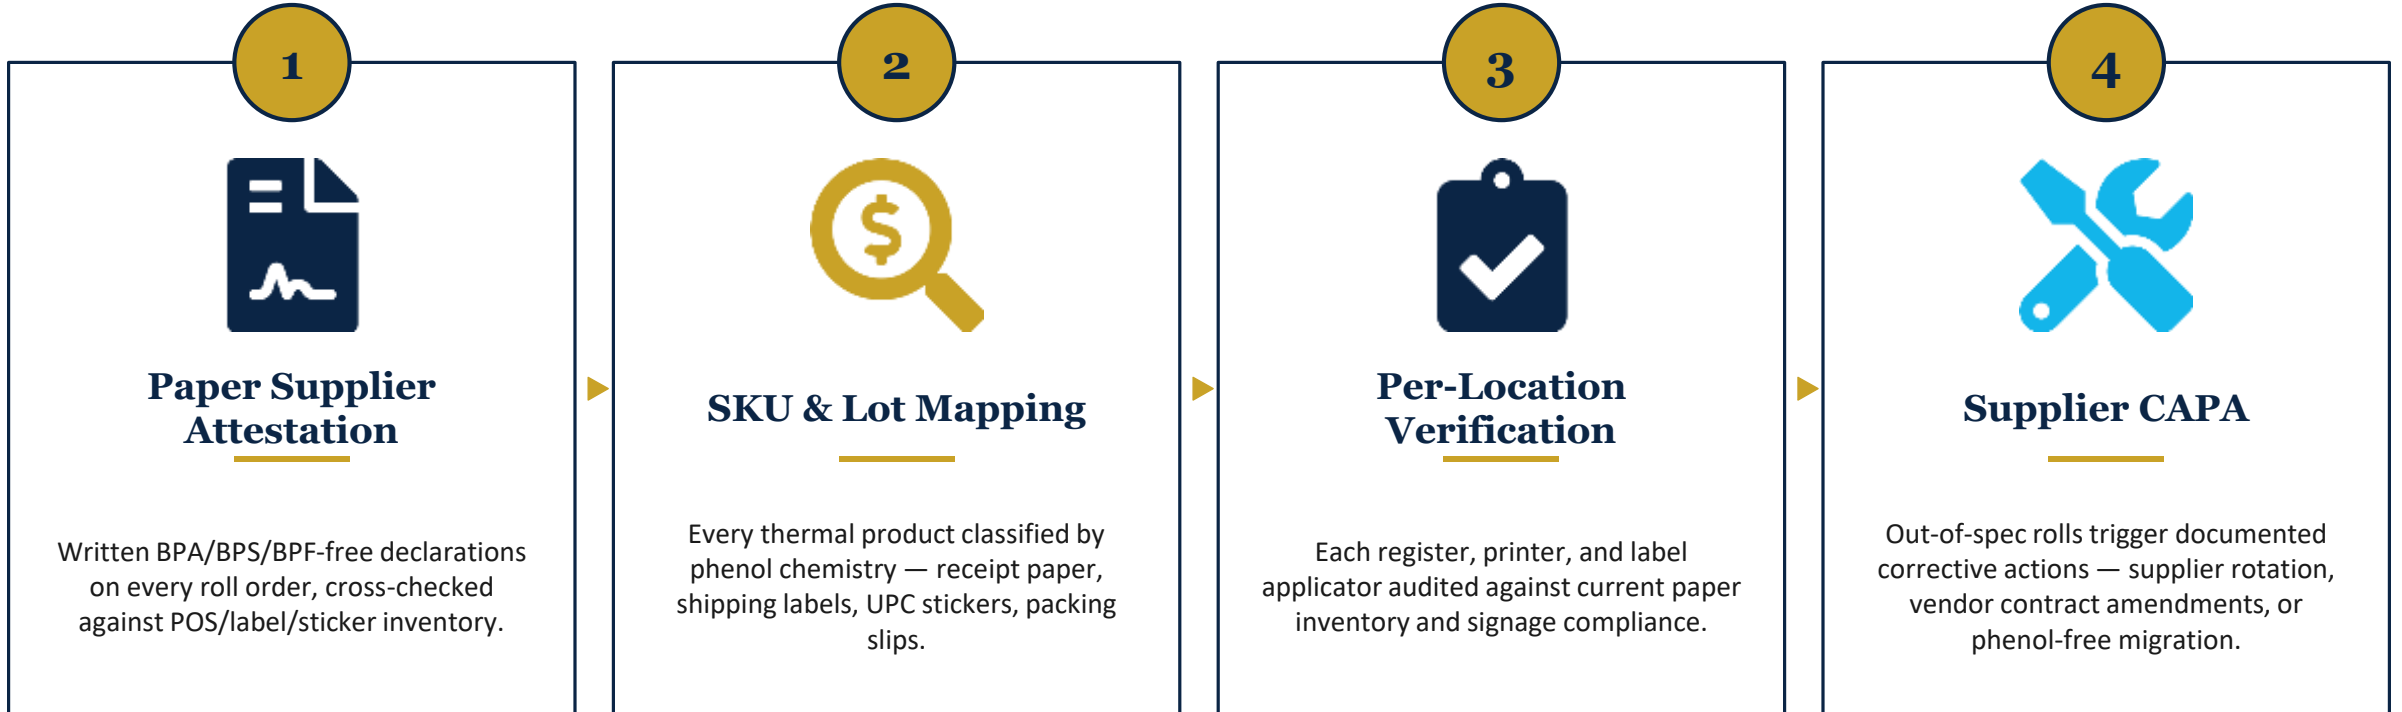 1
Paper Supplier
Attestation
Written BPA/BPS/BPF-free declarations
on every roll order, cross-checked
against POS/label/sticker inventory.
2
$
SKU & Lot Mapping
Every thermal product classified by
phenol chemistry — receipt paper,
shipping labels, UPC stickers, packing
slips.
3
Per-Location
Verification
Each register, printer, and label
applicator audited against current paper
inventory and signage compliance.
4
Supplier CAPA
Out-of-spec rolls trigger documented
corrective actions — supplier rotation,
vendor contract amendments, or
phenol-free migration.